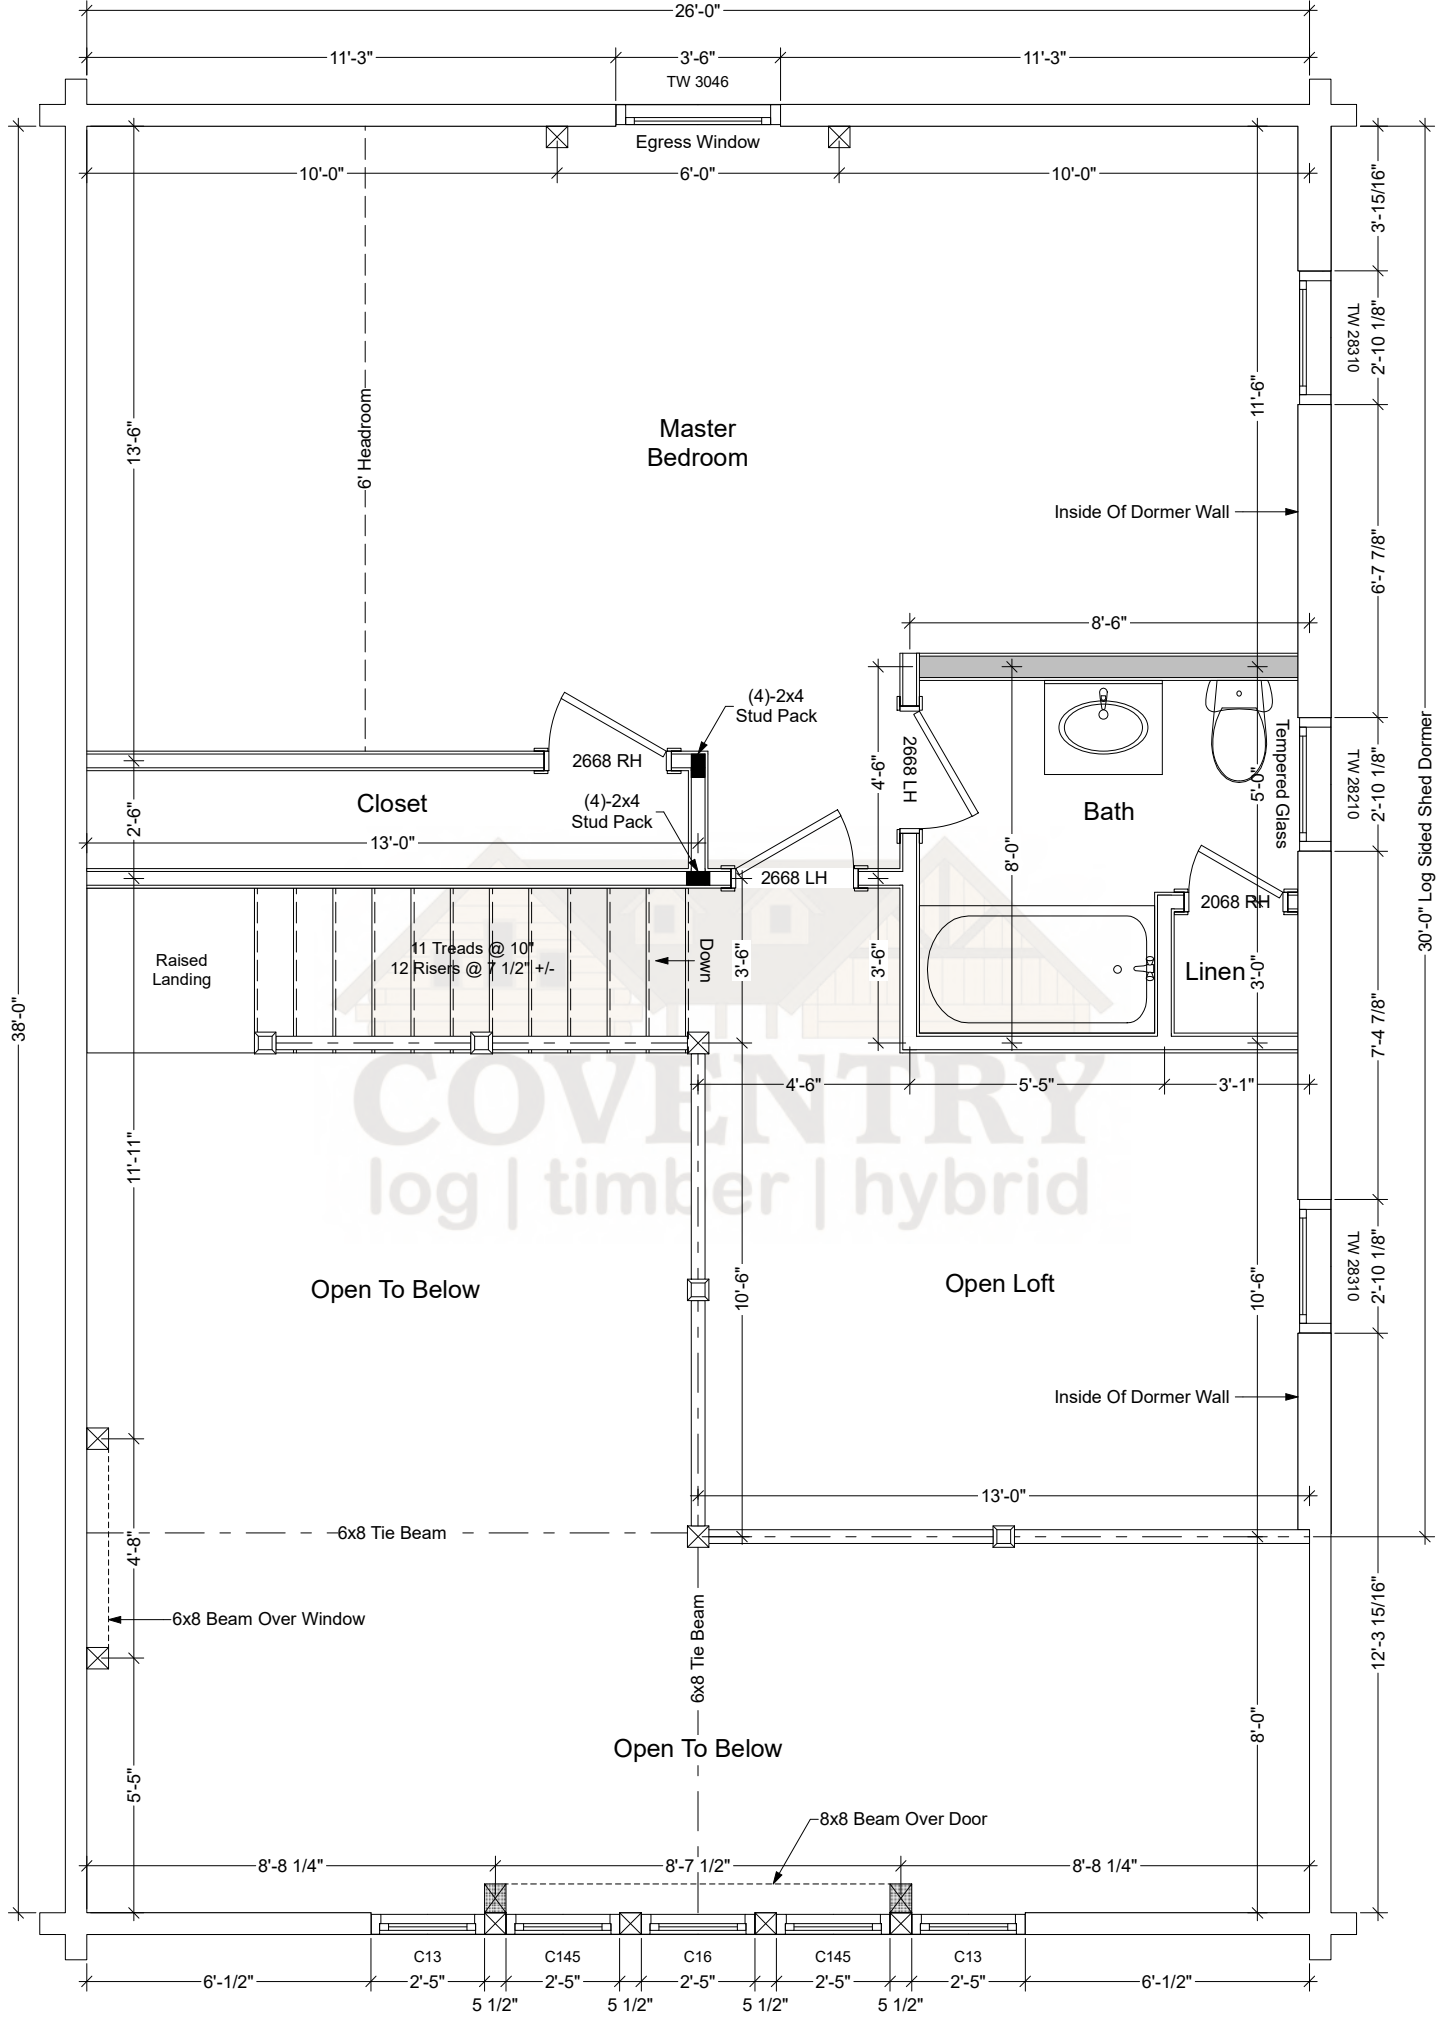 26'-0"
11'-3"
3'-6"
11'-3"
TW 3046
Egress Window
10'-0"
6'-0"
10'-0"
3'-15/16"
TW 28310
2'-10 1/8"
13'-6"
6' Headroom
11'-6"
Master
Bedroom
Inside Of Dormer Wall
6'-7 7/8"
8'-6"
(4)-2x4
Stud Pack
2668 RH
2668 LH
4'-6"
Tempered Glass
5'-0"
TW 28210
2'-10 1/8"
30'-0" Log Sided Shed Dormer
Closet
(4)-2x4
Stud Pack
2'-6"
13'-0"
Bath
8'-0"
2668 LH
2068 RH
11 Treads @ 10"
12 Risers @ 7 1/2" +/-
Down
Raised
Landing
3'-6"
3'-6"
Linen
3'-0"
38'-0"
7'-4 7/8"
COVENTRY
log | timber | hybrid
4'-6"
5'-5"
3'-1"
11'-11"
Open To Below
10'-6"
Open Loft
10'-6"
TW 28310
2'-10 1/8"
Inside Of Dormer Wall
13'-0"
6x8 Tie Beam
4'-8"
6x8 Beam Over Window
6x8 Tie Beam
12'-3 15/16"
8'-0"
Open To Below
5'-5"
8x8 Beam Over Door
8'-8 1/4"
8'-7 1/2"
8'-8 1/4"
C13
C145
C16
C145
C13
6'-1/2"
2'-5"
2'-5"
2'-5"
2'-5"
2'-5"
6'-1/2"
5 1/2"
5 1/2"
5 1/2"
5 1/2"